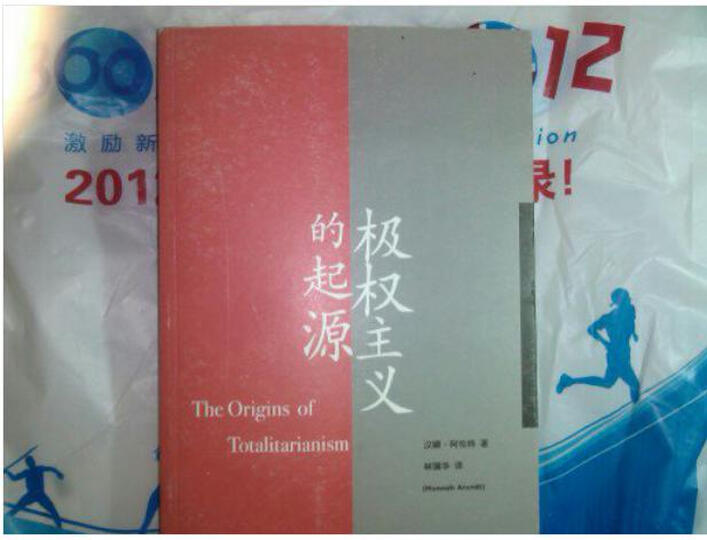 12
激励新
ion
2012
录!
极权主义
的起源
The Origins of
Totalitarianism
汉娜·阿伦特 著
林骧华 译
(Hannah Arendt)